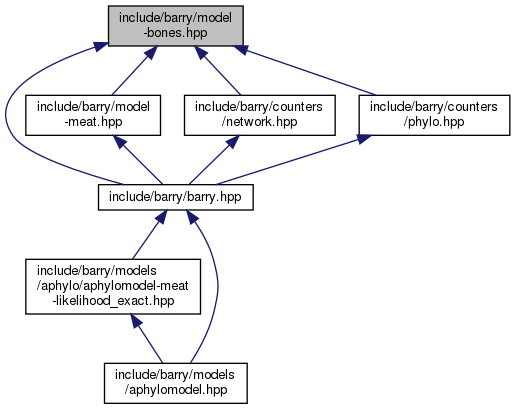 include/barry/model
-bones.hpp
include/barry/model
-meat.hpp
include/barry/counters
/network.hpp
include/barry/counters
/phylo.hpp
include/barry/barry.hpp
include/barry/models
/aphylo/aphylomodel-meat
-likelihood_exact.hpp
include/barry/models
/aphylomodel.hpp